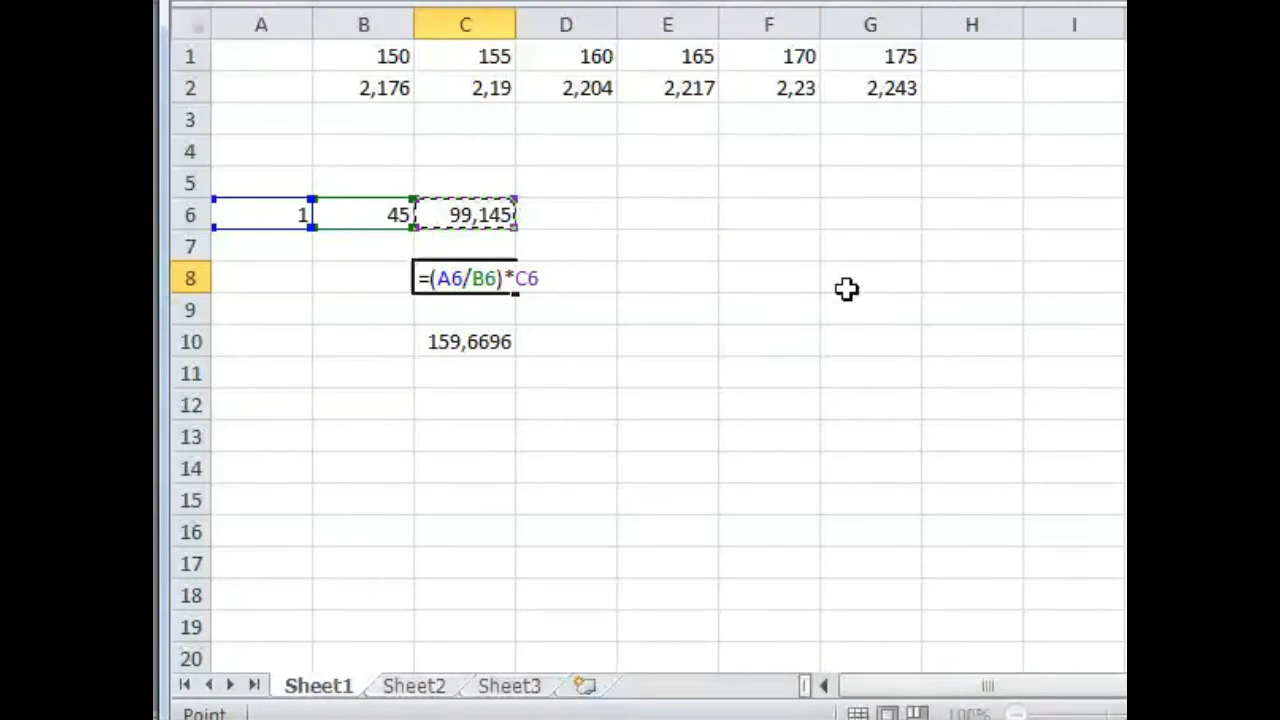 A B C D E F G H I
1 150 155 160 165 170 175
2 2,176 2,19 2,204 2,217 2,23 2,243
3
4
5
6 1 45 99,145
7
8 =(A6/B6)*C6
9
10 159,6696
11
12
13
14
15
16
17
18
19
20
Sheet1 Sheet2 Sheet3
Point 100%